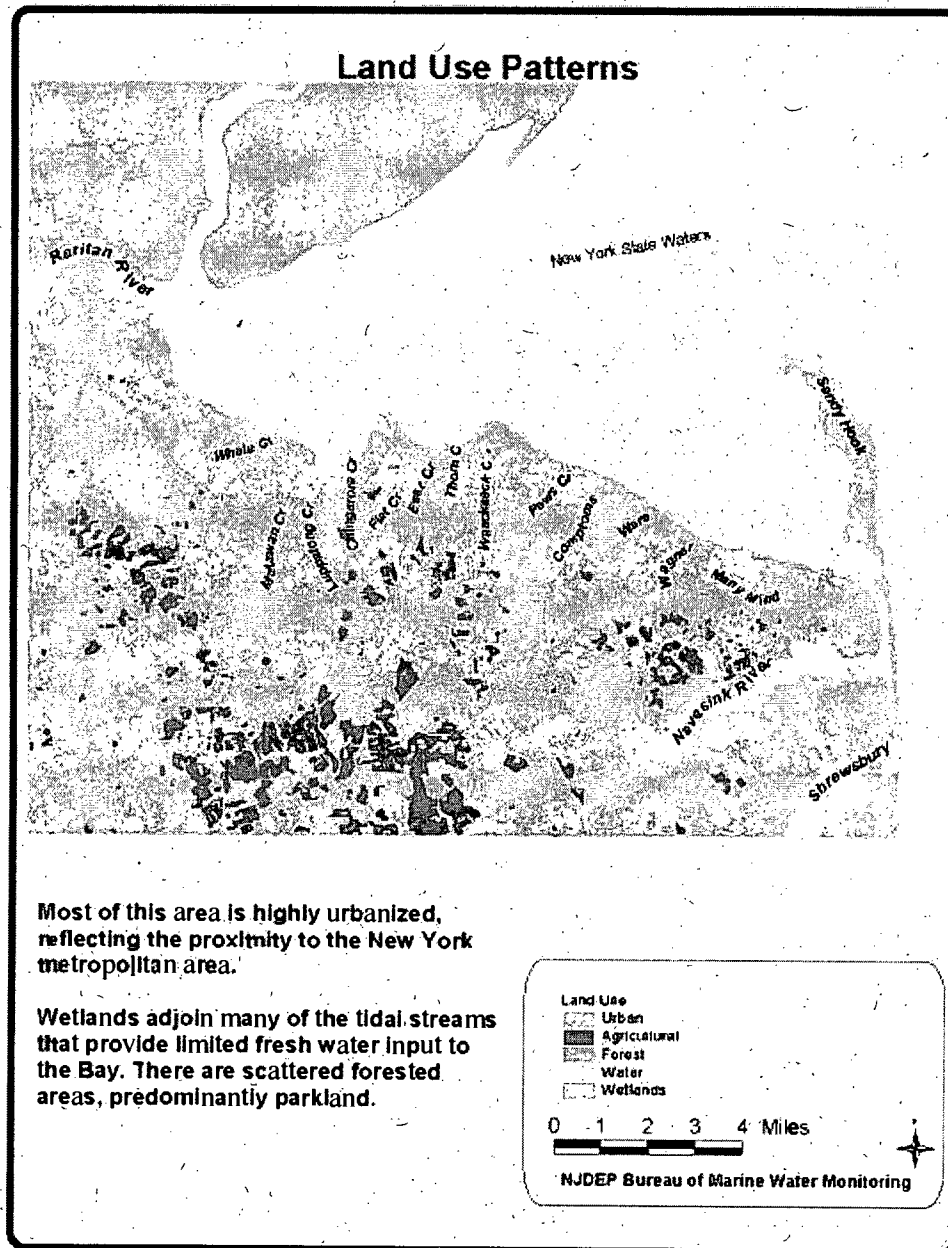 Land Use Patterns
Raritan River
New York State Waters
Sandy Hook
Whale Cr
Matawan Cr
Luppatong Cr
Chingarora Cr
Flat Cr
East Cr
Thorn C
Waackaack C
Pews Cr
Comptons
Ware
Wagner
Many Mind
Navesink River
Shrewsbury
Most of this area is highly urbanized,
reflecting the proximity to the New York
metropolitan area.
Wetlands adjoin many of the tidal streams
that provide limited fresh water input to
the Bay. There are scattered forested
areas, predominantly parkland.
Land Use
Urban
Agricultural
Forest
Water
Wetlands
0 1 2 3 4 Miles
NJDEP Bureau of Marine Water Monitoring